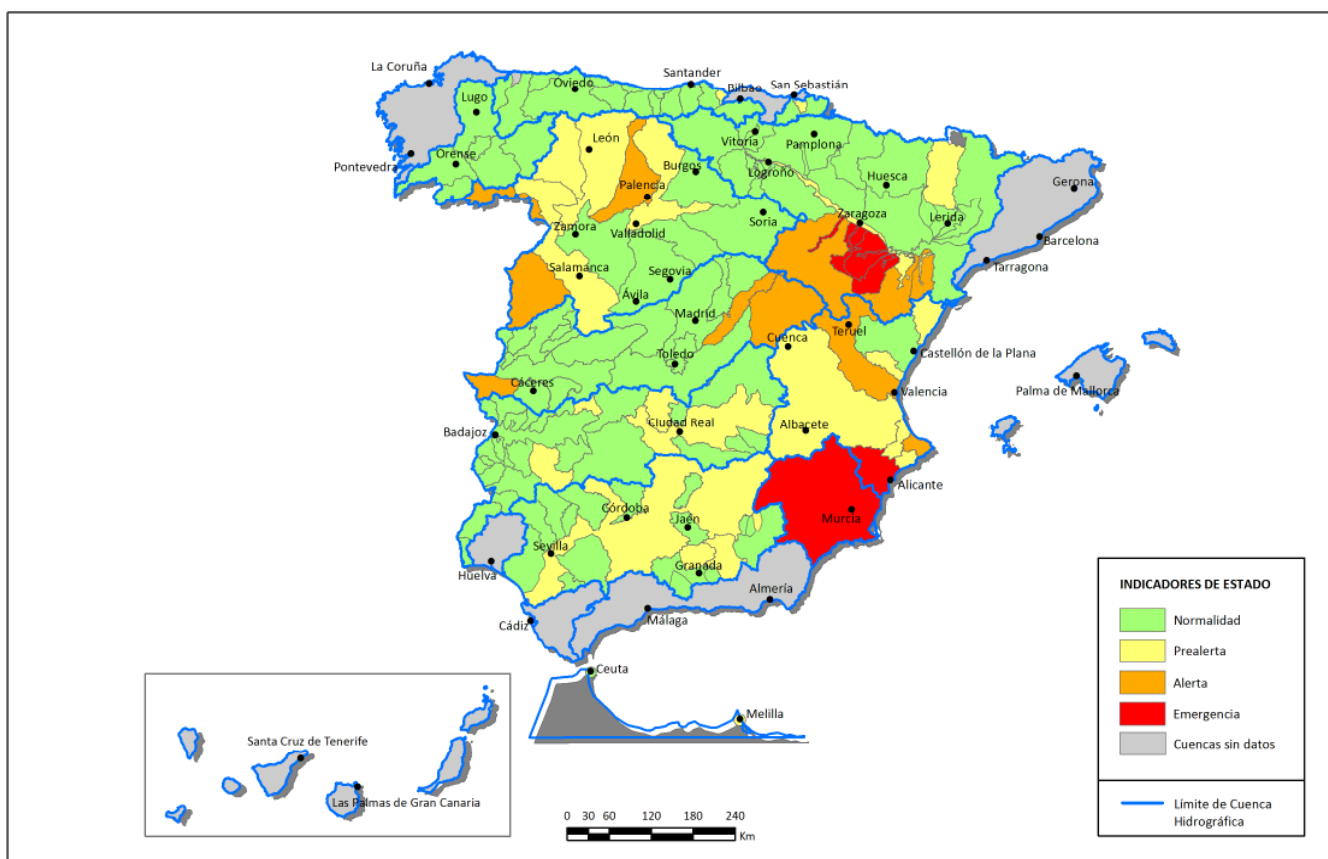 La Coruña
Lugo
Oviedo
Santander
Bilbao
San Sebastián
Pontevedra
Orense
León
Burgos
Vitoria
Pamplona
Logroño
Huesca
Gerona
Palencia
Zamora
Valladolid
Soria
Zaragoza
Lerida
Barcelona
Tarragona
Salamanca
Segovia
Ávila
Madrid
Teruel
Cuenca
Toledo
Castellón de la Plana
Cáceres
Valencia
Palma de Mallorca
Badajoz
Ciudad Real
Albacete
Alicante
Córdoba
Jaén
Murcia
Sevilla
Huelva
Granada
Almería
Cádiz
Málaga
Ceuta
Melilla
Santa Cruz de Tenerife
Las Palmas de Gran Canaria
0 30 60 120 180 240
Km
INDICADORES DE ESTADO
Normalidad
Prealerta
Alerta
Emergencia
Cuencas sin datos
Límite de Cuenca
Hidrográfica